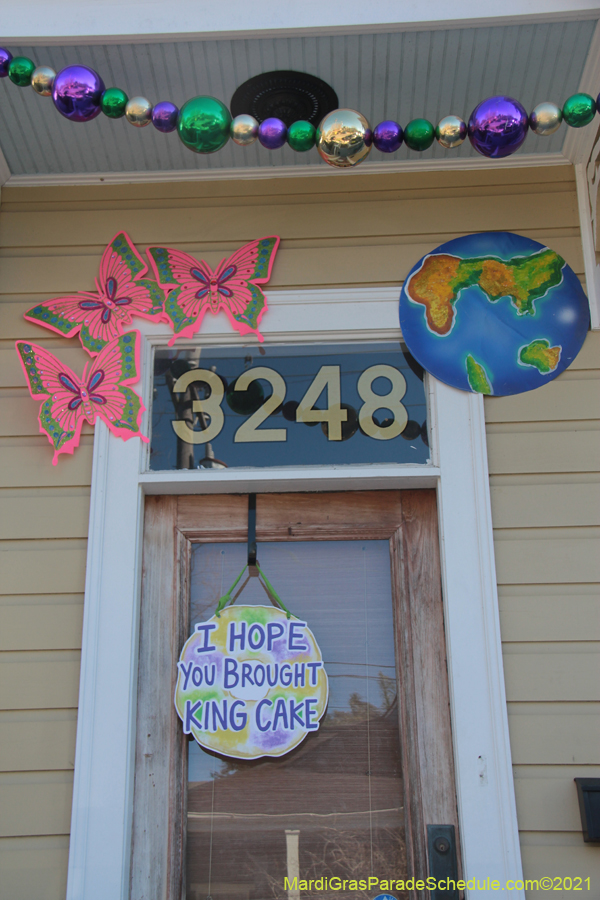 3248
I HOPE
YOU BROUGHT
KING CAKE
MardiGrasParadeSchedule.com©2021